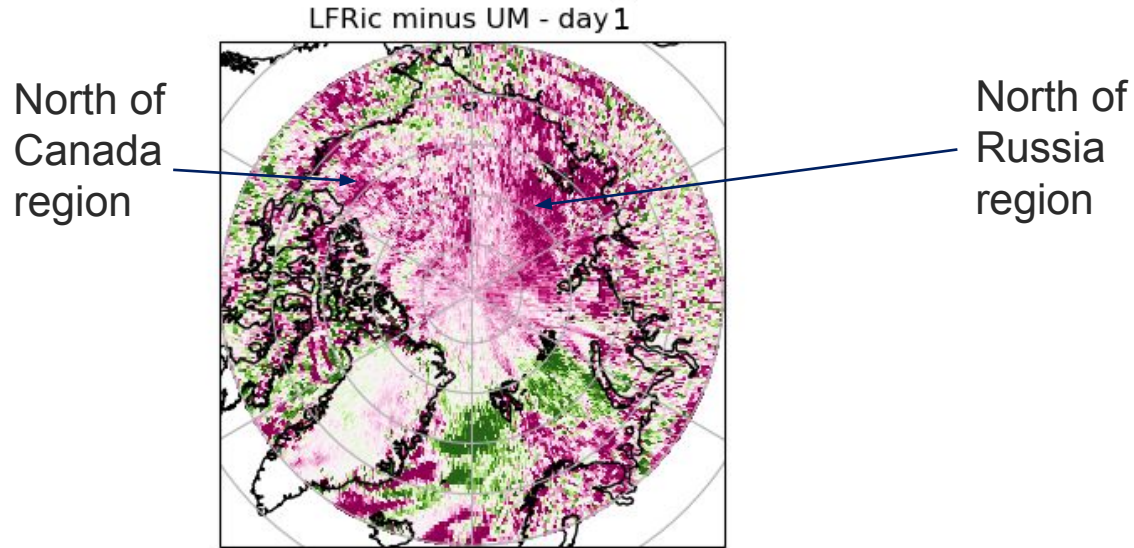 LFRic minus UM - day 1
North of
Canada
region
North of
Russia
region